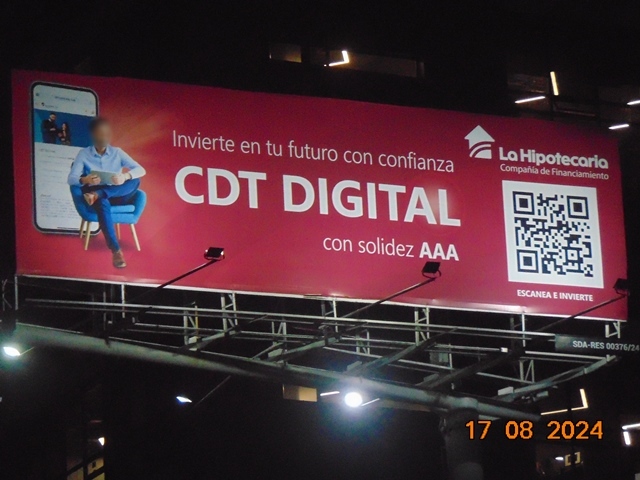 Invierte en tu futuro con confianza
CDT DIGITAL
con solidez AAA
La Hipotecaria
Compañía de Financiamiento
ESCANEA E INVIERTE
SDA-RES 00376/24
17 08 2024